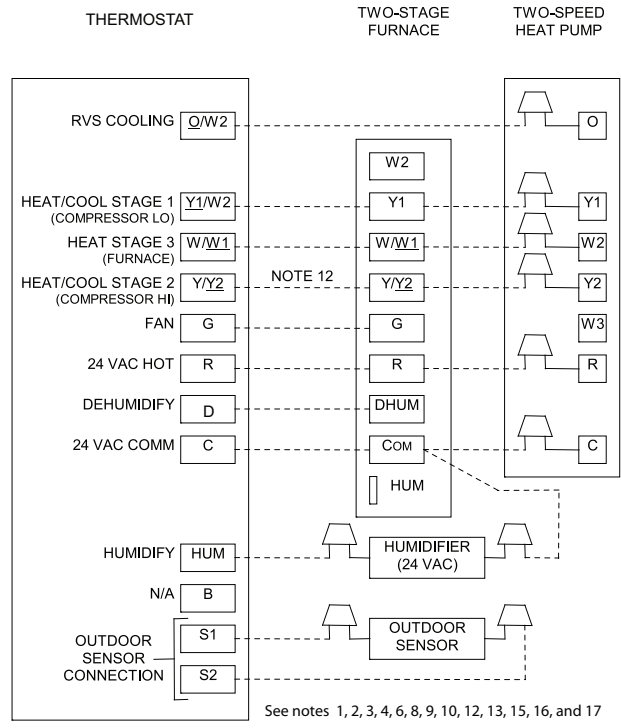 THERMOSTAT
TWO-STAGE
FURNACE
TWO-SPEED
HEAT PUMP
RVS COOLING O/W2 O
W2
HEAT/COOL STAGE 1 Y1/W2 Y1 Y1
(COMPRESSOR LO)
HEAT STAGE 3 W/W1 W/W1 W2
(FURNACE)
HEAT/COOL STAGE 2 Y/Y2 NOTE 12 Y/Y2 Y2
(COMPRESSOR HI)
FAN G G W3
24 VAC HOT R R R
DEHUMIDIFY D DHUM
24 VAC COMM C COM C
HUM
HUMIDIFY HUM HUMIDIFIER
(24 VAC)
N/A B
S1 OUTDOOR
SENSOR
OUTDOOR
SENSOR
CONNECTION S2
See notes 1, 2, 3, 4, 6, 8, 9, 10, 12, 13, 15, 16, and 17